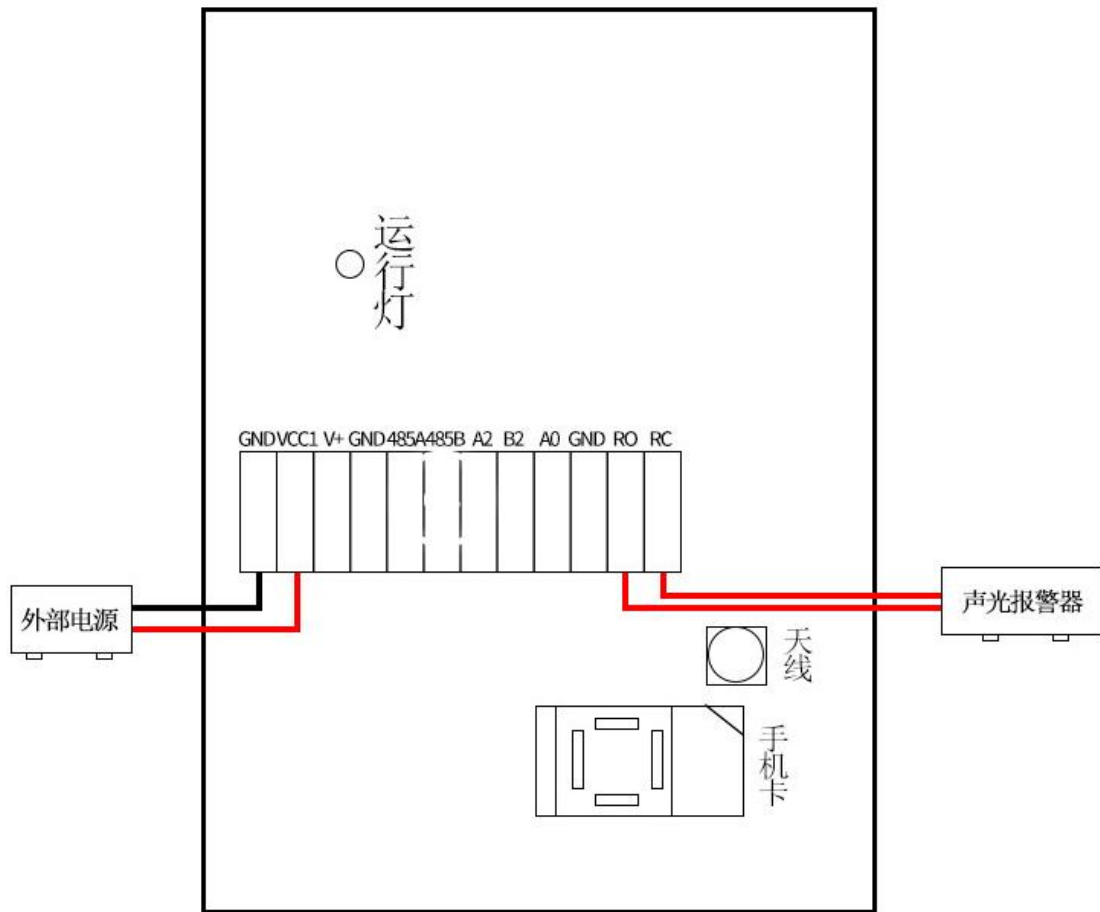 运行灯
GND VCC1 V+ GND 485A 485B A2 B2 A0 GND RO RC
外部电源
声光报警器
天线
手机卡